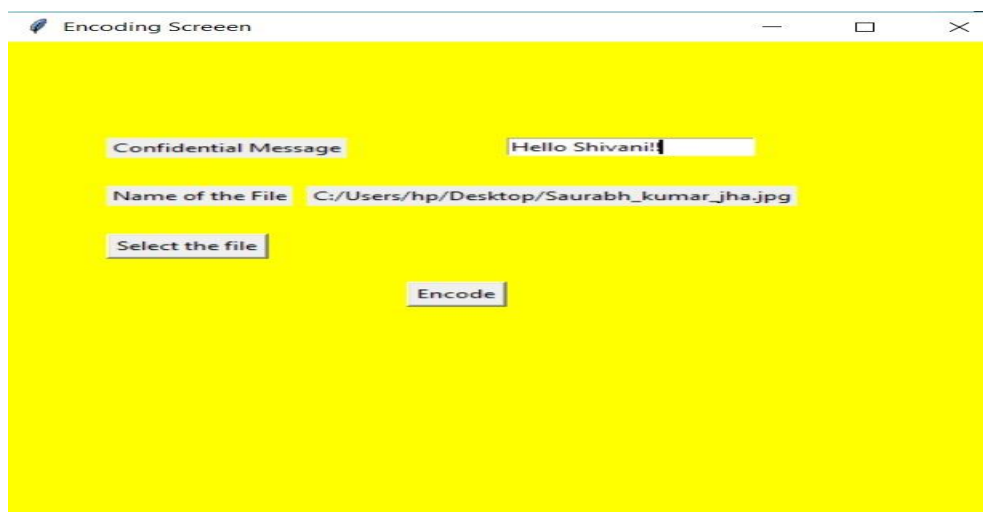 Encoding Screeen
Confidential Message Hello Shivani!!
Name of the File C:/Users/hp/Desktop/Saurabh_kumar_jha.jpg
Select the file
Encode